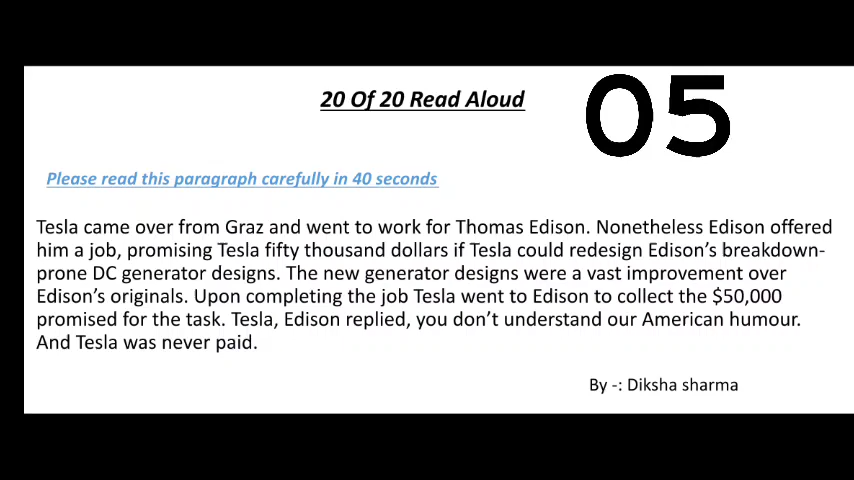 20 Of 20 Read Aloud
05
Please read this paragraph carefully in 40 seconds
Tesla came over from Graz and went to work for Thomas Edison. Nonetheless Edison offered
him a job, promising Tesla fifty thousand dollars if Tesla could redesign Edison’s breakdown-
prone DC generator designs. The new generator designs were a vast improvement over
Edison’s originals. Upon completing the job Tesla went to Edison to collect the $50,000
promised for the task. Tesla, Edison replied, you don’t understand our American humour.
And Tesla was never paid.
By -: Diksha sharma